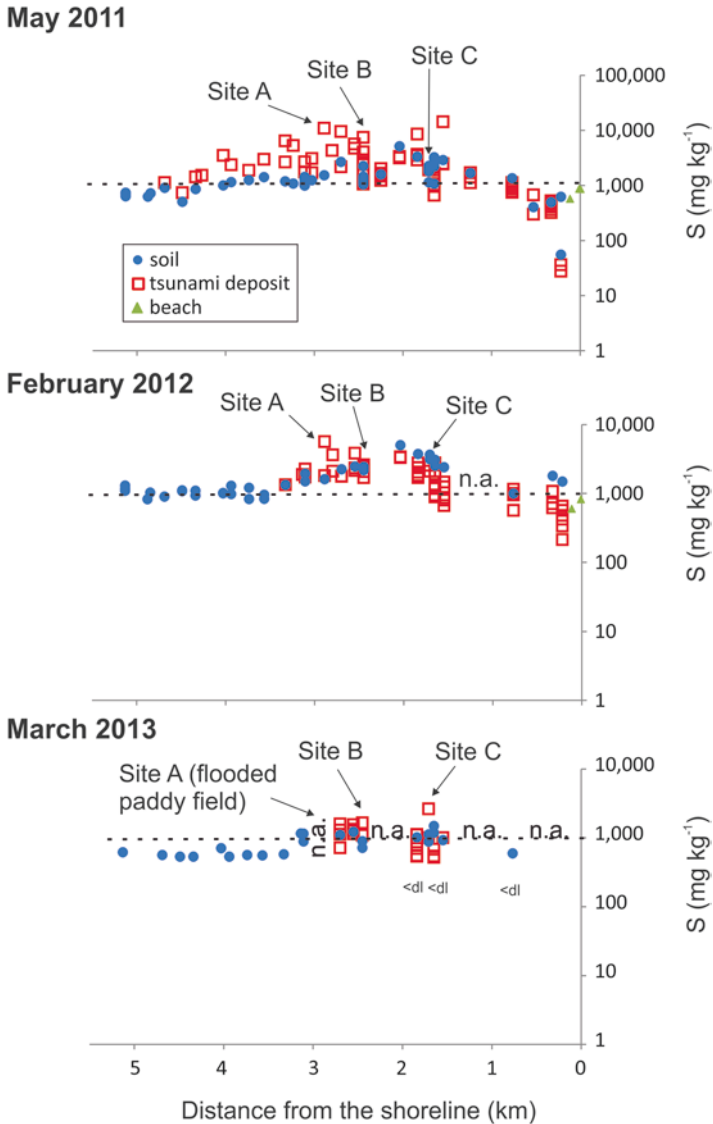 May 2011
Site A
Site B
Site C
100,000
10,000
1,000
100
10
1
S (mg kg-1)
soil
tsunami deposit
beach
February 2012
Site A
Site B
Site C
n.a.
10,000
1,000
100
10
1
S (mg kg-1)
March 2013
Site A (flooded
paddy field)
Site B
Site C
n.a.
n.a.
n.a.
n.a.
<dl
<dl
<dl
10,000
1,000
100
10
1
S (mg kg-1)
5 4 3 2 1 0
Distance from the shoreline (km)